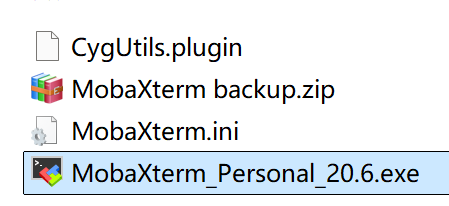 CygUtils.plugin
MobaXterm backup.zip
MobaXterm.ini
MobaXterm_Personal_20.6.exe